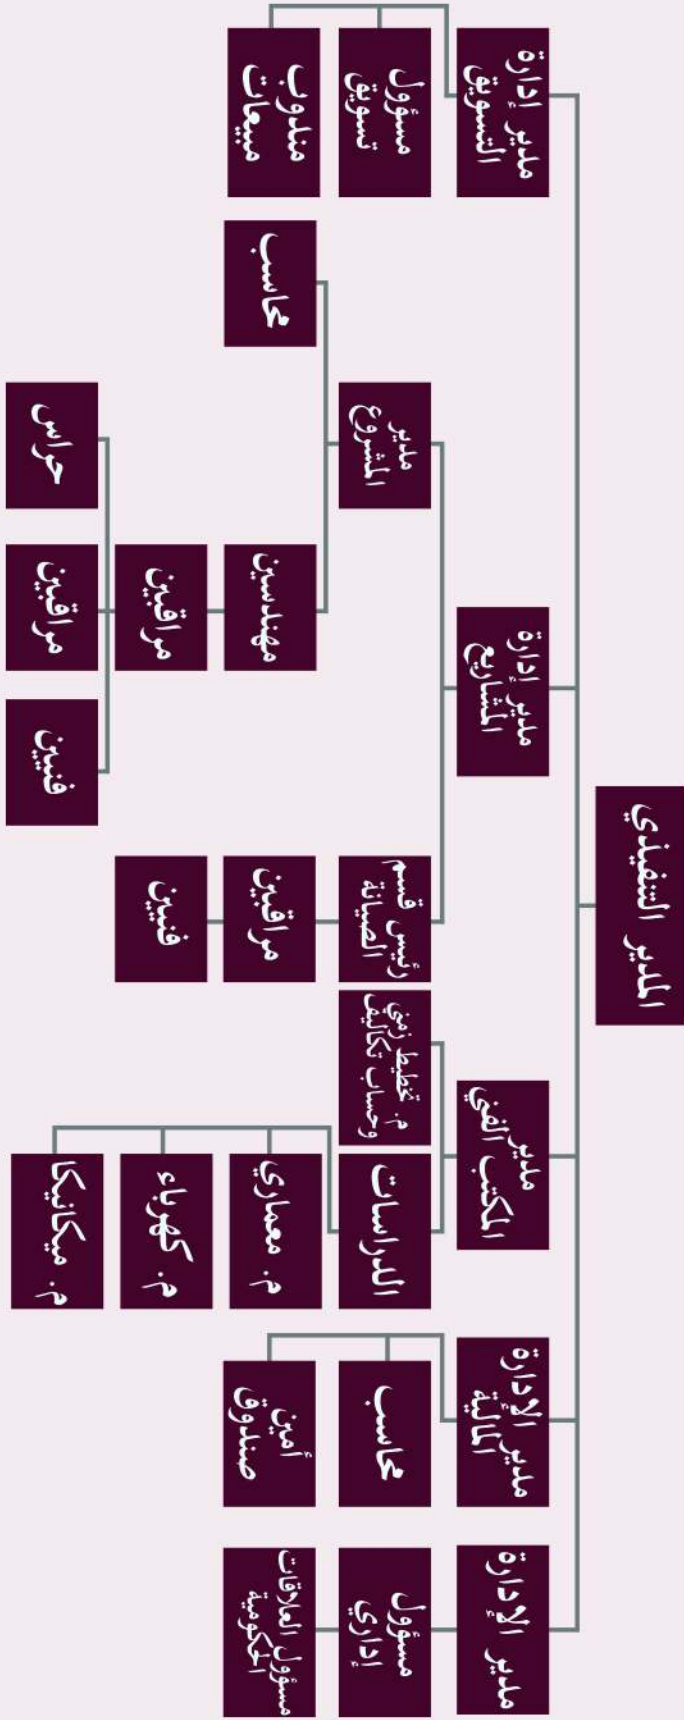 المدير التنفيذي
مدير إدارة
التسويق
مدير إدارة
المشاريع
مدير
المكتب الفني
مدير الإدارة
المالية
مدير الإدارة
مسؤول
تسويق
مندوب
مبيعات
مدير
المشروع
رئيس قسم
الصيانة
م. تخطيط زمني
وحساب تكاليف
الدراسات
محاسب
مسؤول
إداري
محاسب
مهندسين
مراقبين
م. معماري
أمين
صندوق
مسؤول العلاقات
الحكومية
مراقبين
فنيين
م. كهرباء
حراس
مراقبين
فنيين
م. ميكانيكا